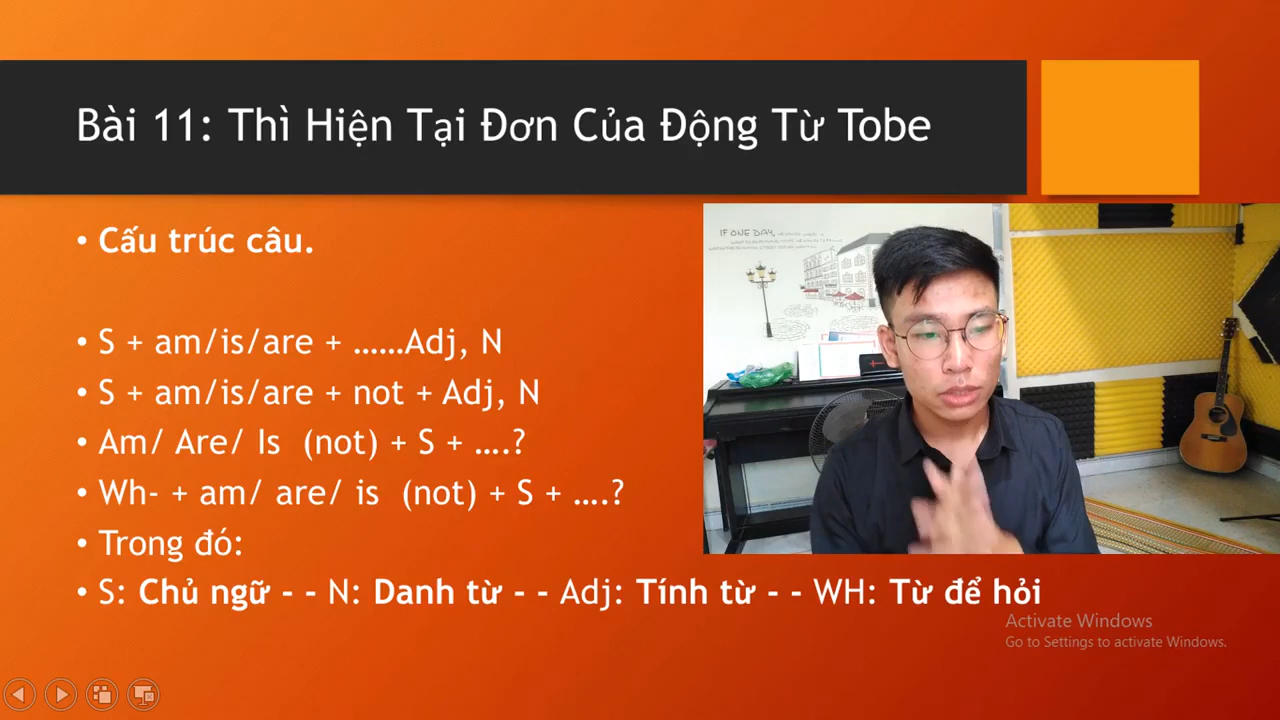 Bài 11: Thì Hiện Tại Đơn Của Động Từ Tobe
• Cấu trúc câu.
• S + am/is/are + ……Adj, N
• S + am/is/are + not + Adj, N
• Am/ Are/ Is (not) + S + ….?
• Wh- + am/ are/ is (not) + S + ….?
• Trong đó:
• S: Chủ ngữ - - N: Danh từ - - Adj: Tính từ - - WH: Từ để hỏi
IF ONE DAY,
Activate Windows
Go to Settings to activate Windows.